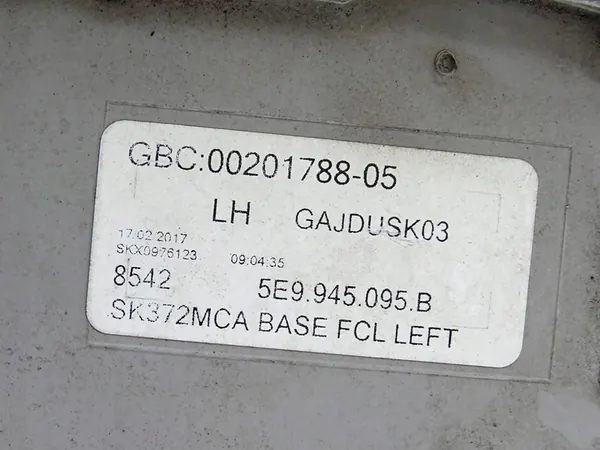 GBC:00201788-05
LH GAJDUSK03
17.02.2017
SKX0976123 09:04:35
8542 5E9.945.095.B
SK372MCA BASE FCL LEFT